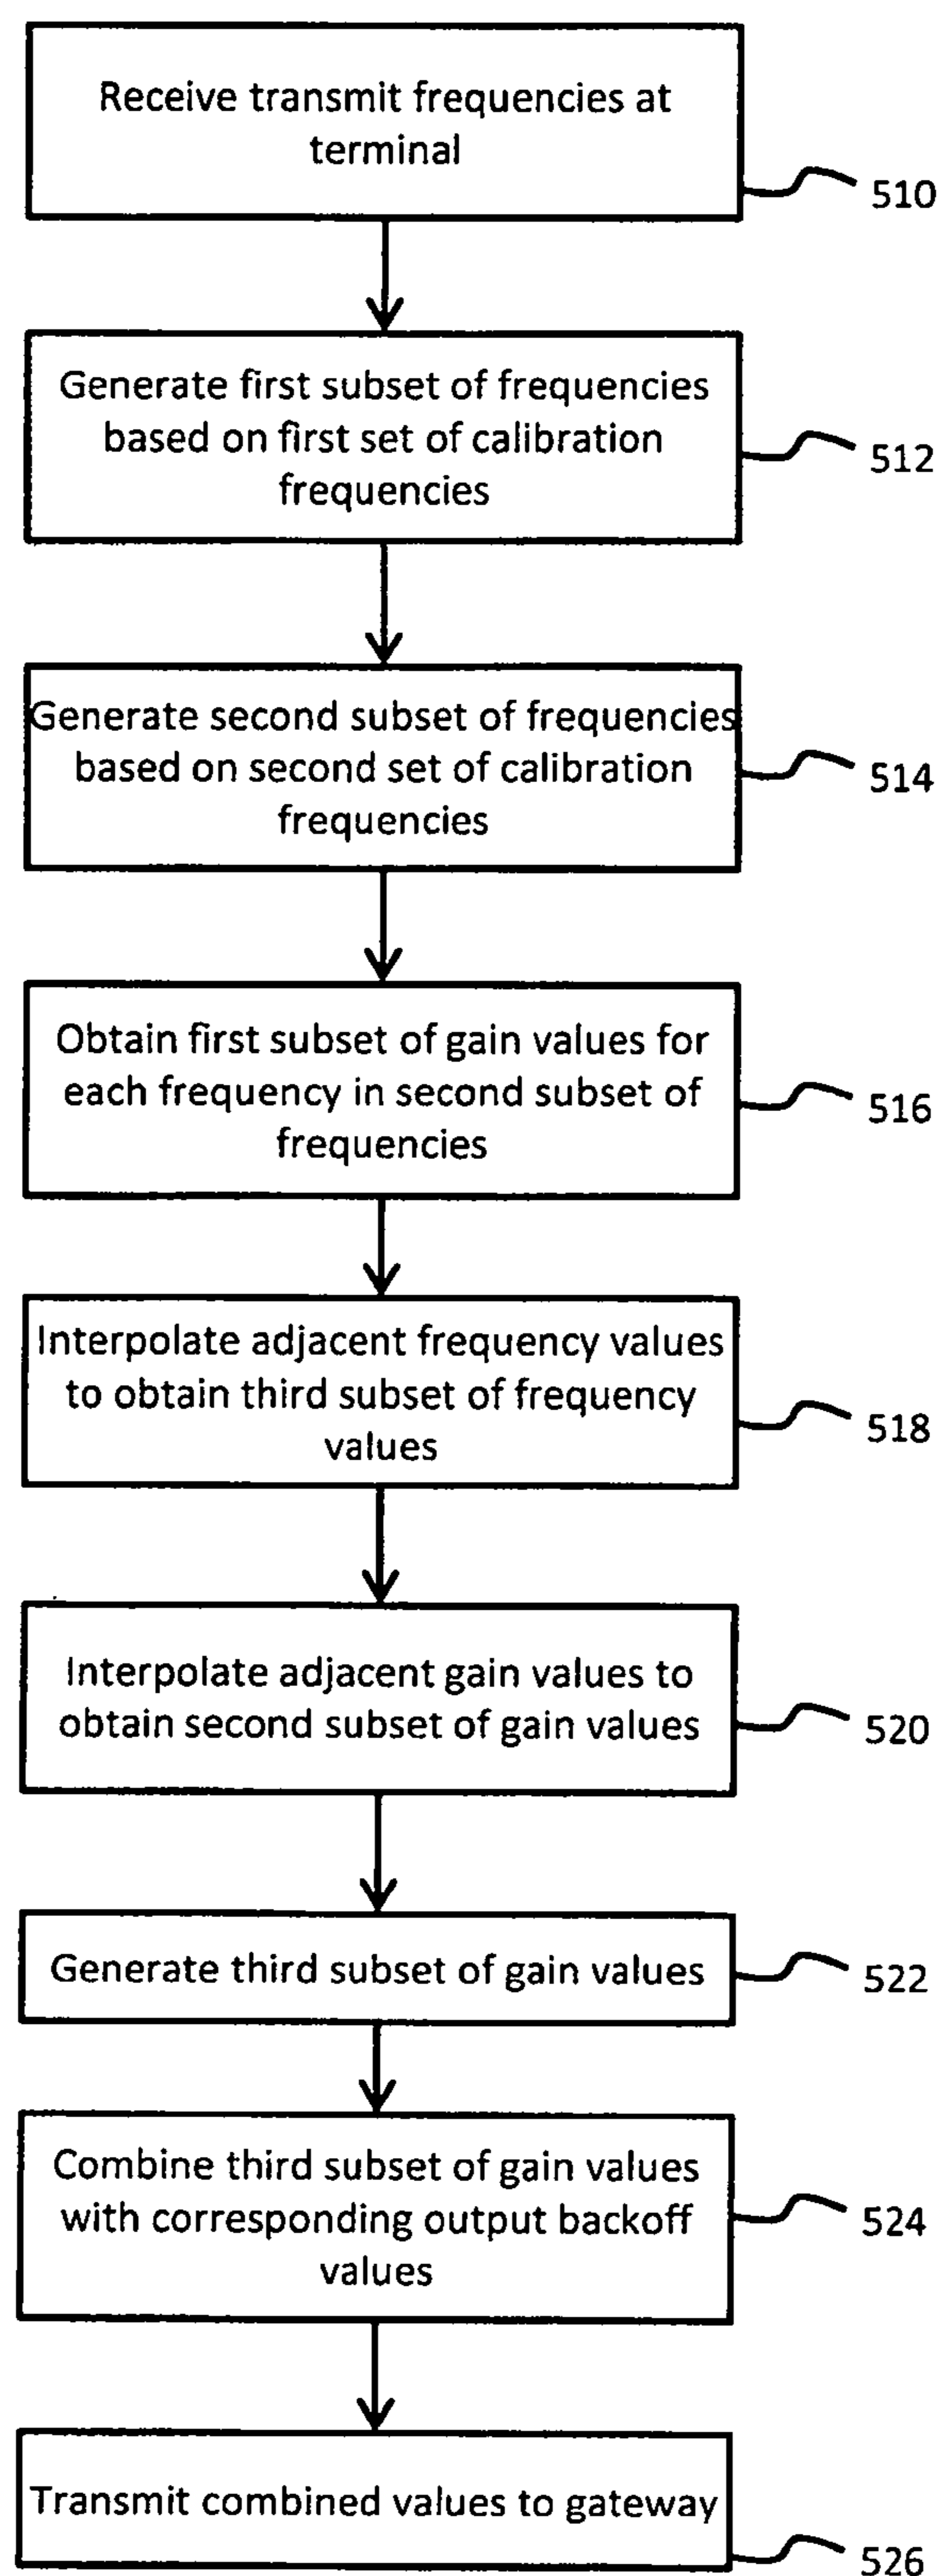 Receive transmit frequencies at
terminal
510
Generate first subset of frequencies
based on first set of calibration
frequencies
512
Generate second subset of frequencies
based on second set of calibration
frequencies
514
Obtain first subset of gain values for
each frequency in second subset of
frequencies
516
Interpolate adjacent frequency values
to obtain third subset of frequency
values
518
Interpolate adjacent gain values to
obtain second subset of gain values
520
Generate third subset of gain values
522
Combine third subset of gain values
with corresponding output backoff
values
524
Transmit combined values to gateway
526